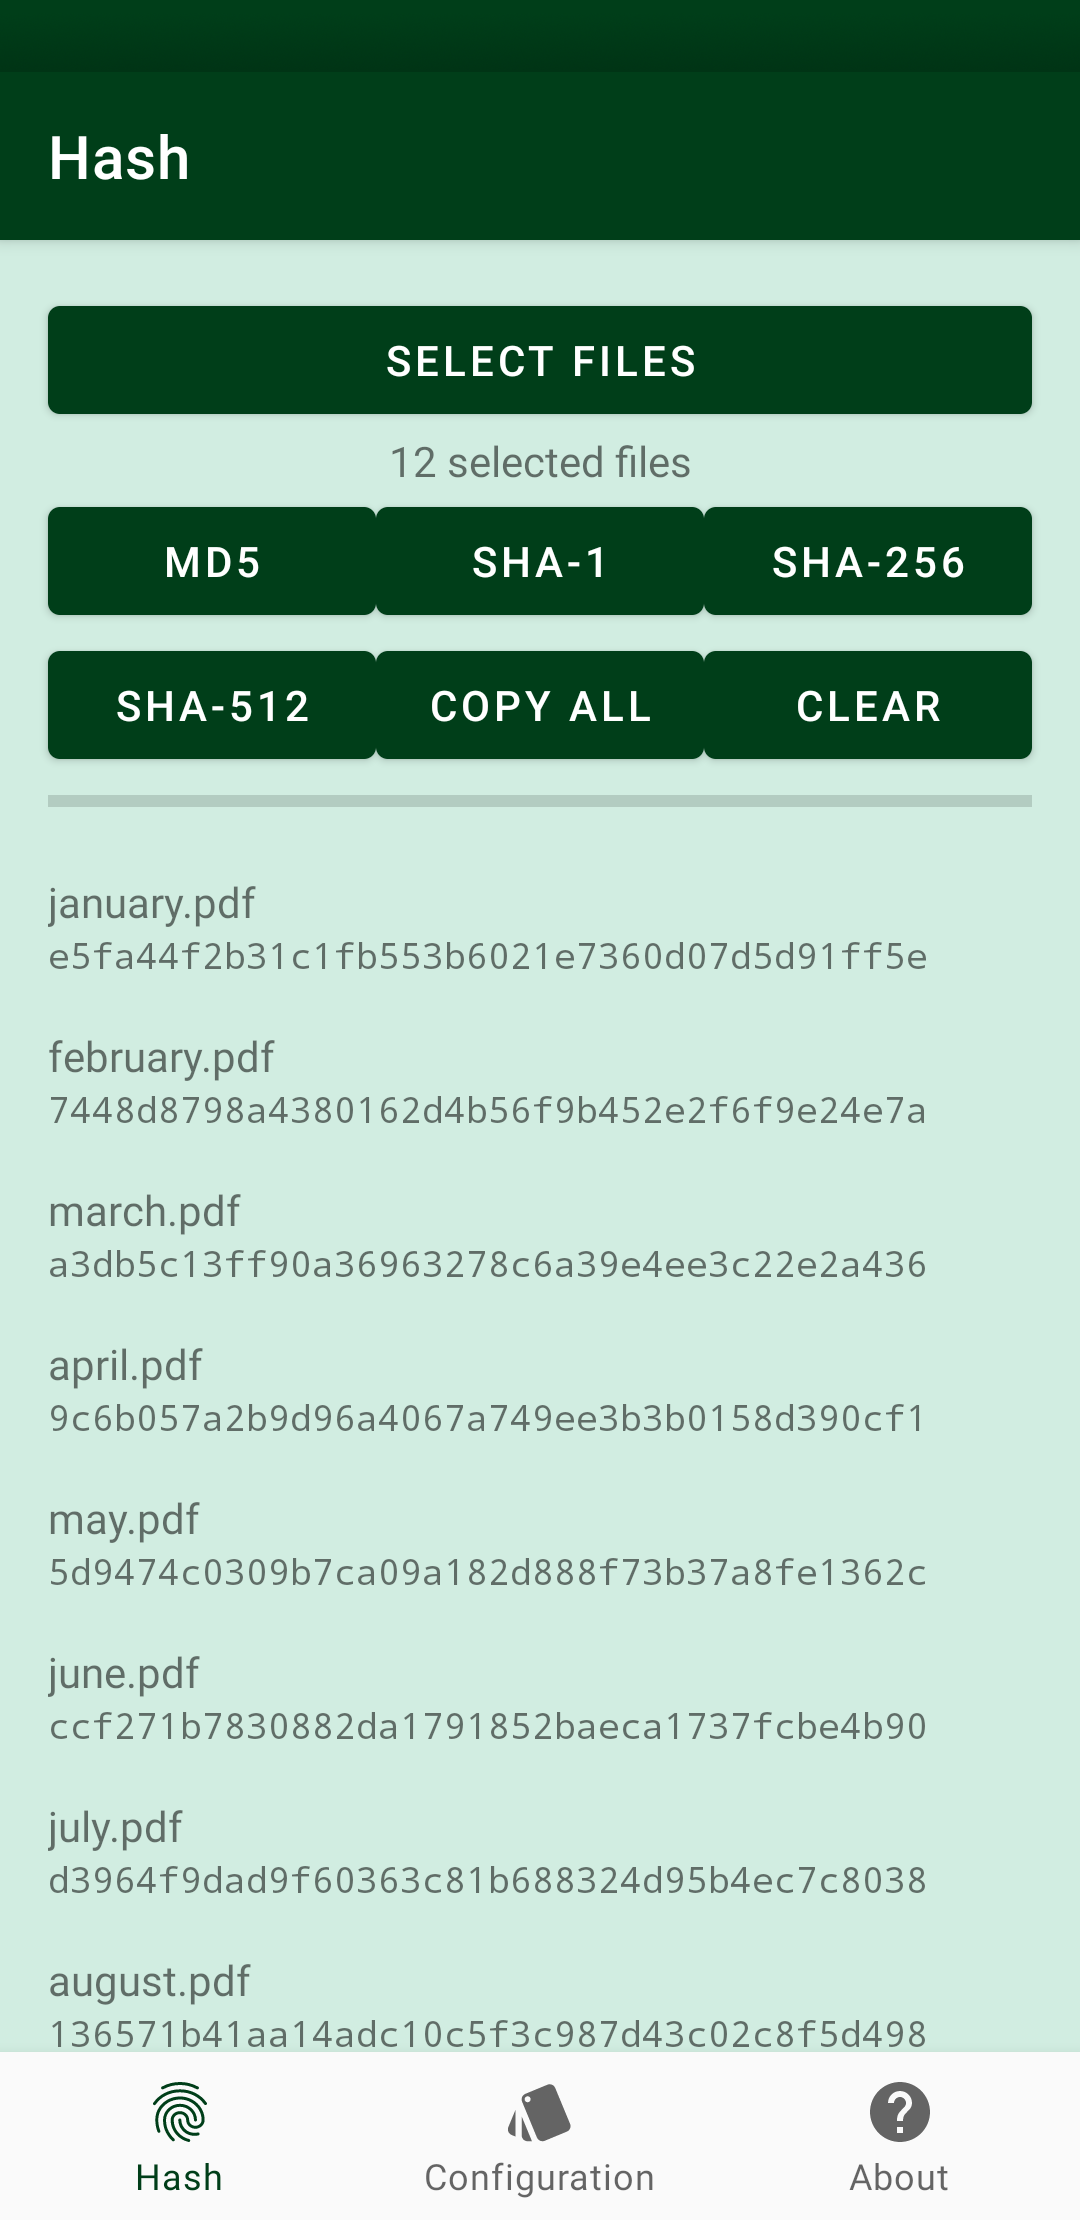 Hash
SELECT FILES
12 selected files
MD5
SHA-1
SHA-256
SHA-512
COPY ALL
CLEAR
january.pdf
e5fa44f2b31c1fb553b6021e7360d07d5d91ff5e
february.pdf
7448d8798a4380162d4b56f9b452e2f6f9e24e7a
march.pdf
a3db5c13ff90a36963278c6a39e4ee3c22e2a436
april.pdf
9c6b057a2b9d96a4067a749ee3b3b0158d390cf1
may.pdf
5d9474c0309b7ca09a182d888f73b37a8fe1362c
june.pdf
ccf271b7830882da1791852baeca1737fcbe4b90
july.pdf
d3964f9dad9f60363c81b688324d95b4ec7c8038
august.pdf
136571b41aa14adc10c5f3c987d43c02c8f5d498
Hash
Configuration
About